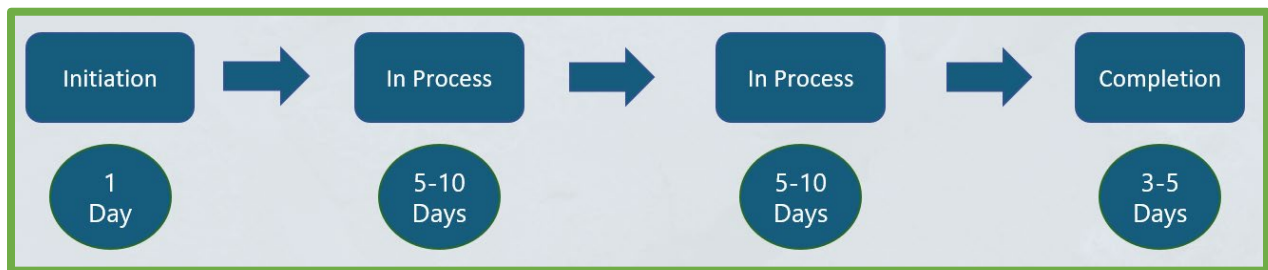 Initiation
In Process
In Process
Completion
1
Day
5-10
Days
5-10
Days
3-5
Days